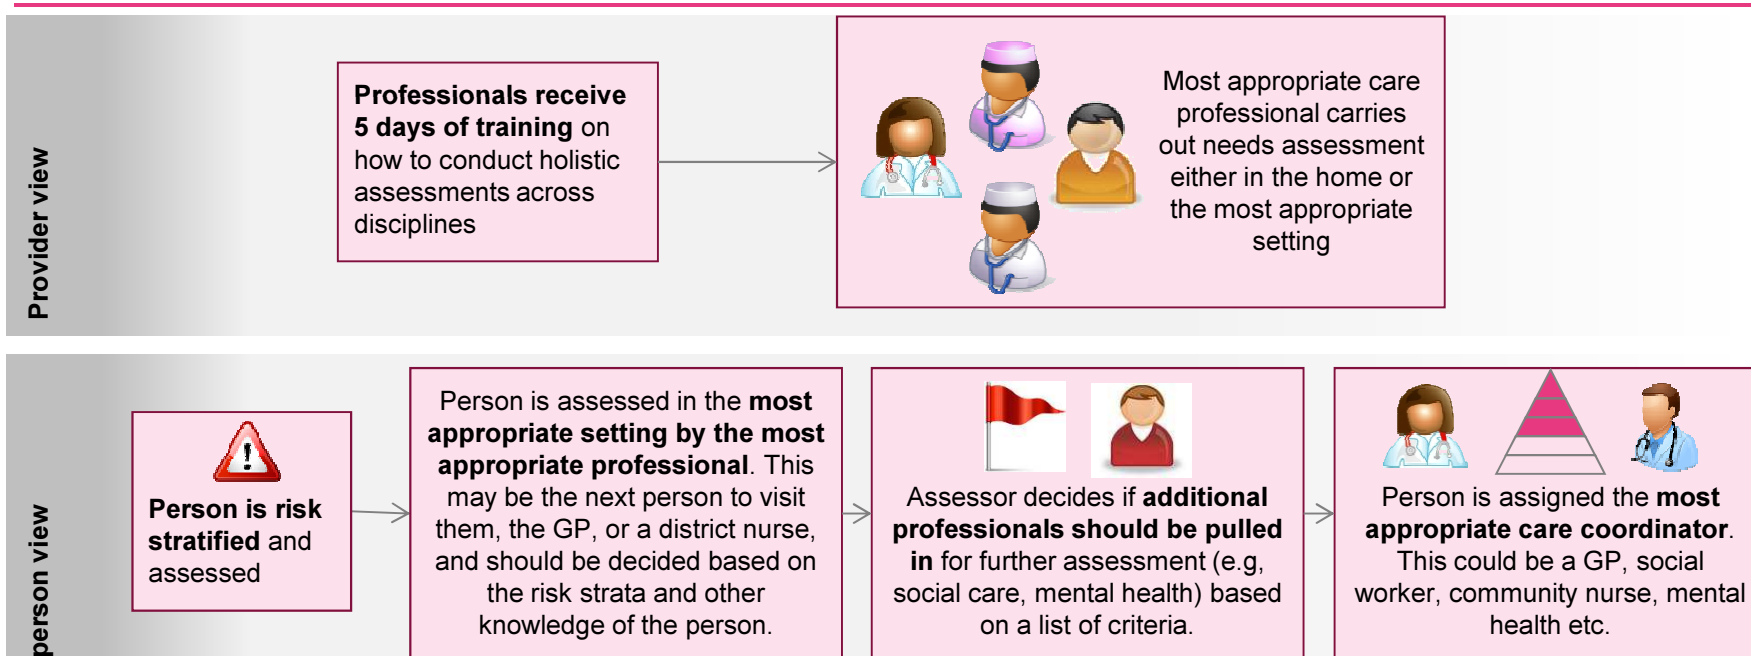 Provider view
Professionals receive
5 days of training on
how to conduct holistic
assessments across
disciplines
Most appropriate care
professional carries
out needs assessment
either in the home or
the most appropriate
setting
person view
Person is risk
stratified and
assessed
Person is assessed in the most
appropriate setting by the most
appropriate professional. This
may be the next person to visit
them, the GP, or a district nurse,
and should be decided based on
the risk strata and other
knowledge of the person.
Assessor decides if additional
professionals should be pulled
in for further assessment (e.g,
social care, mental health) based
on a list of criteria.
Person is assigned the most
appropriate care coordinator.
This could be a GP, social
worker, community nurse, mental
health etc.